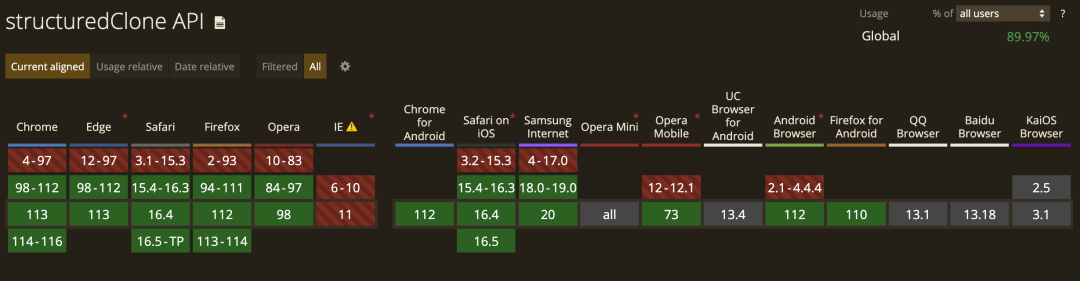 structuredClone API
Usage % of all users ?
Global 89.97%
Current aligned Usage relative Date relative Filtered All
Chrome Edge * Safari Firefox Opera IE * Chrome for Android Safari on iOS * Samsung Internet Opera Mini * Opera Mobile * UC Browser for Android Android Browser * Firefox for Android QQ Browser Baidu Browser KaiOS Browser
4-97 12-97 3.1-15.3 2-93 10-83 3.2-15.3 4-17.0
98-112 98-112 15.4-16.3 94-111 84-97 6-10 15.4-16.3 18.0-19.0 12-12.1 2.1-4.4.4 2.5
113 113 16.4 112 98 11 112 16.4 20 all 73 13.4 112 110 13.1 13.18 3.1
114-116 16.5-TP 113-114 16.5